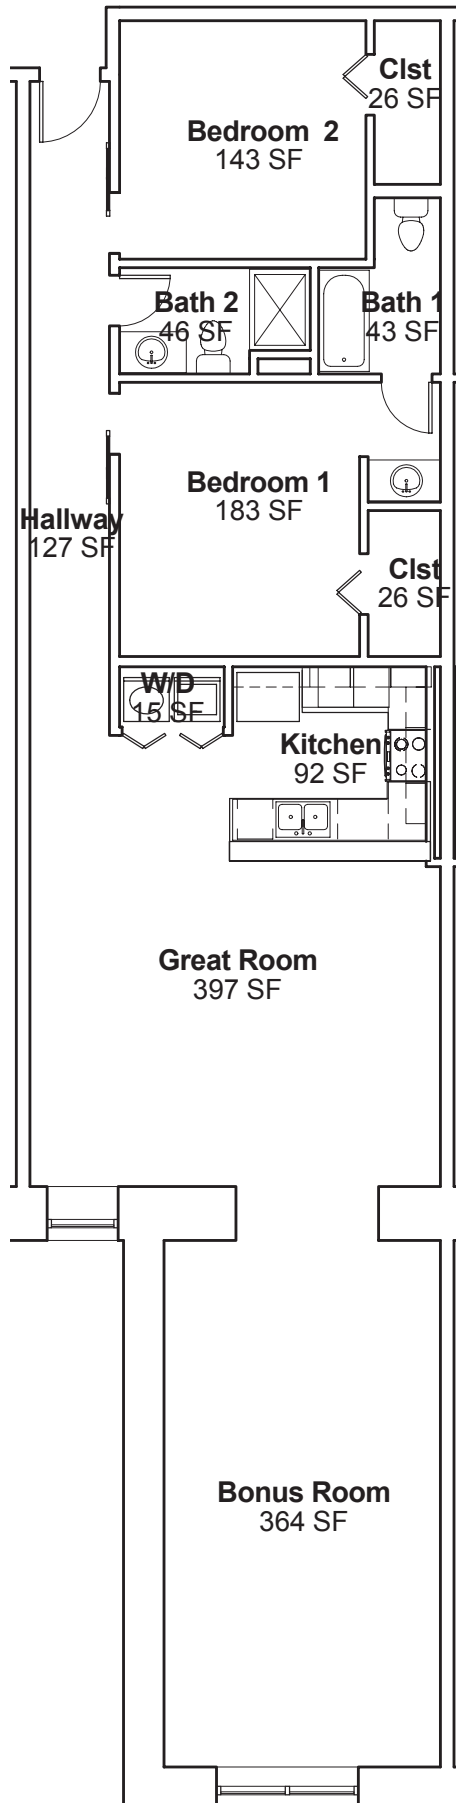 Clst
26 SF
Bedroom 2
143 SF
Bath 2
46 SF
Bath 1
43 SF
Bedroom 1
183 SF
Hallway
127 SF
Clst
26 SF
W/D
15 SF
Kitchen
92 SF
Great Room
397 SF
Bonus Room
364 SF